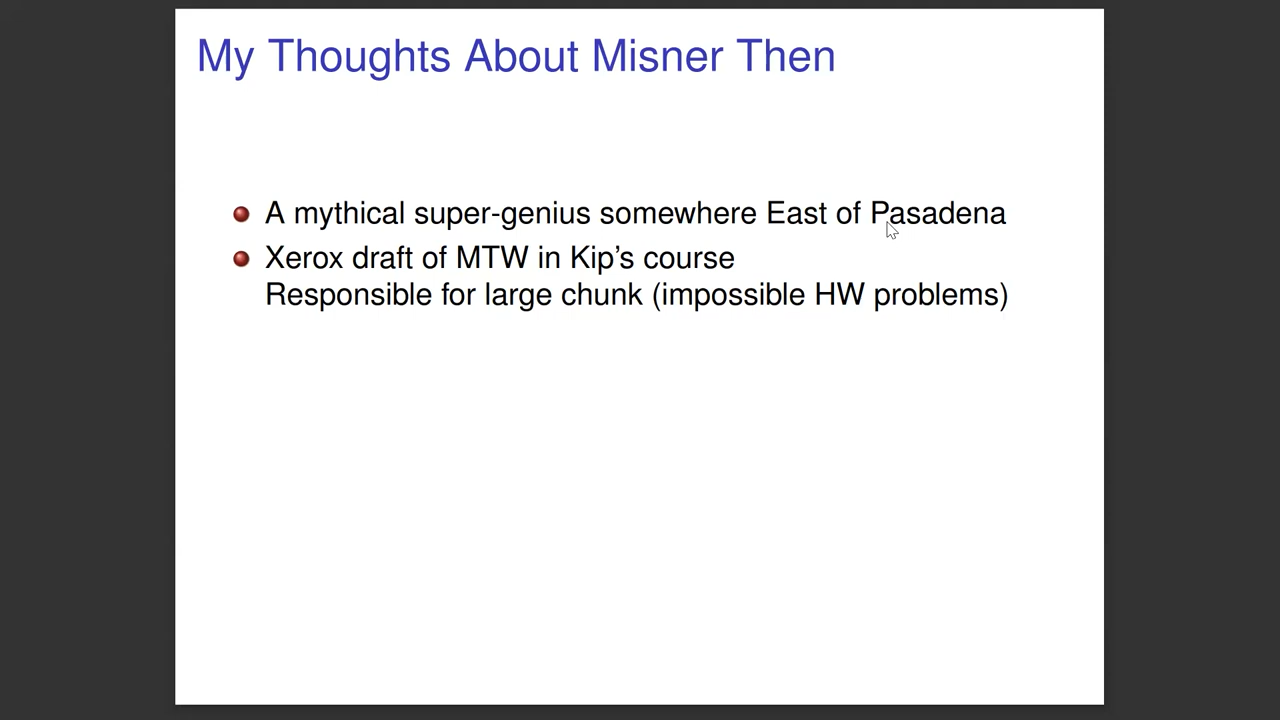 My Thoughts About Misner Then
A mythical super-genius somewhere East of Pasadena
Xerox draft of MTW in Kip's course
Responsible for large chunk (impossible HW problems)